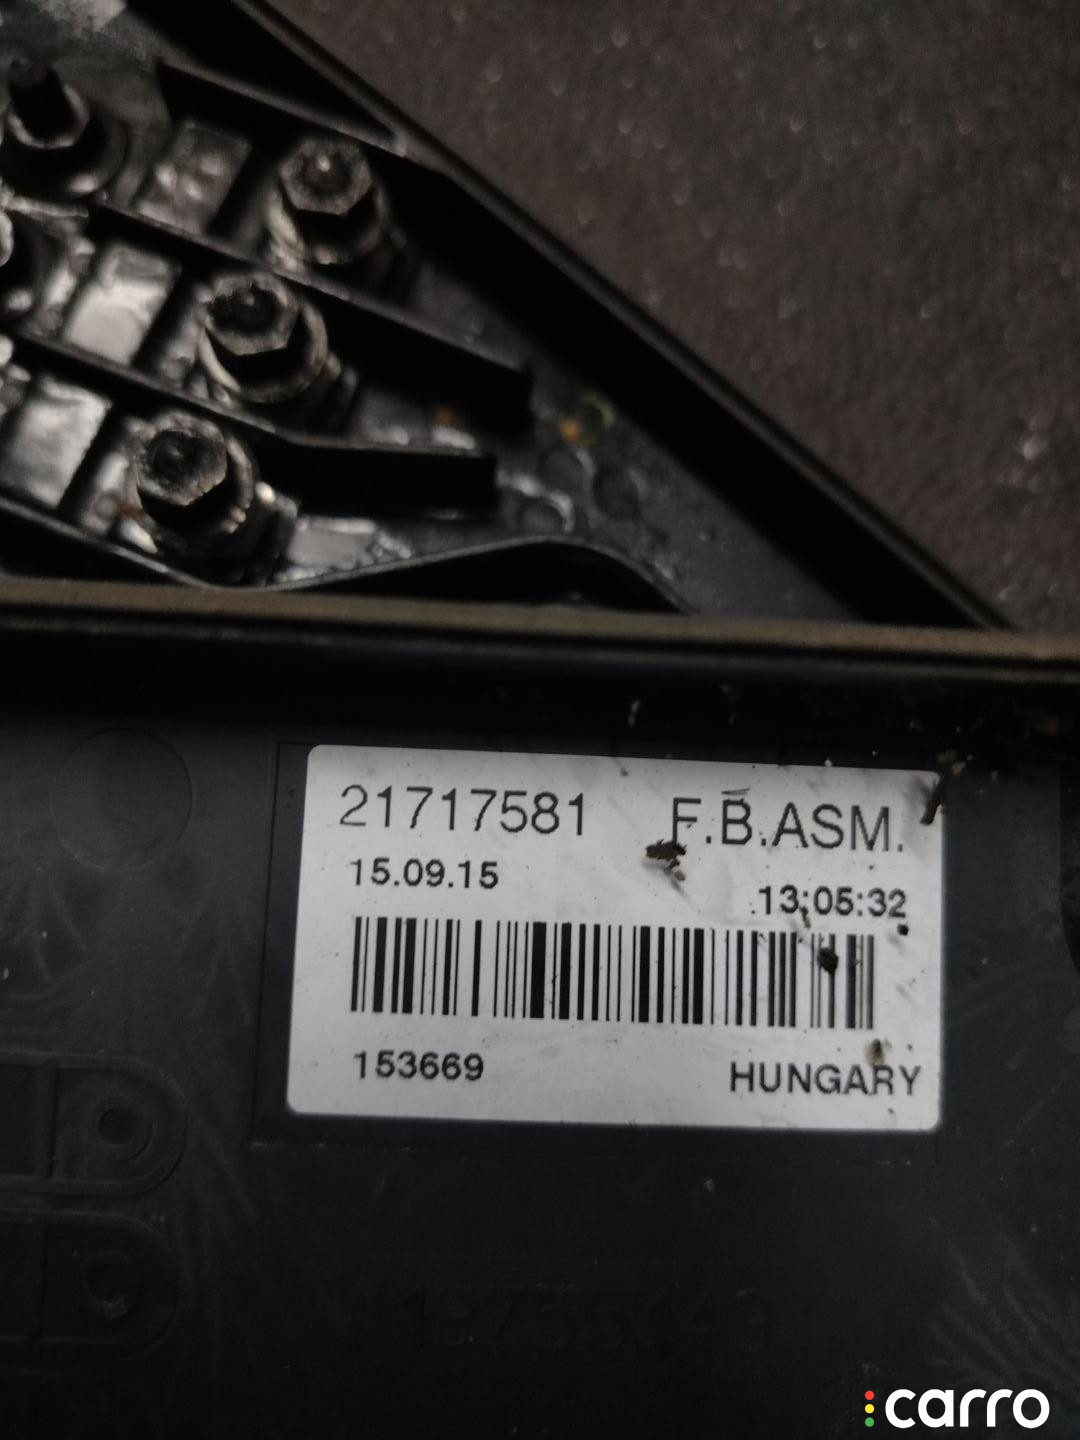 21717581 F.B.ASM.
15.09.15 13:05:32
153669 HUNGARY
carro